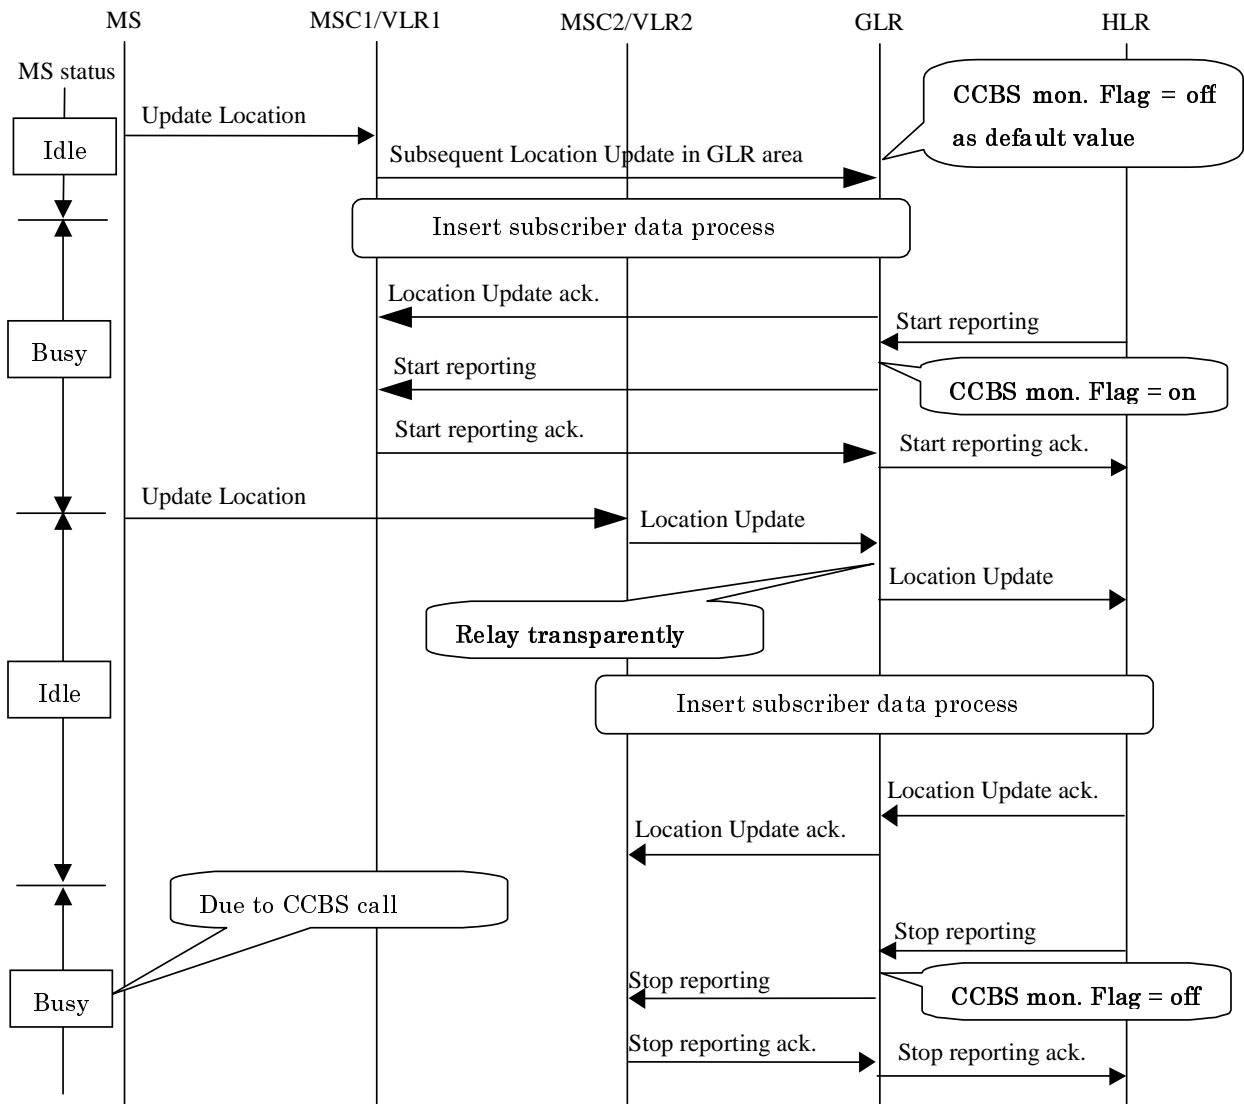 MS
MSC1/VLR1
MSC2/VLR2
GLR
HLR
MS status
CCBS mon. Flag = off
as default value
Update Location
Idle
Subsequent Location Update in GLR area
Insert subscriber data process
Location Update ack.
Start reporting
Busy
Start reporting
CCBS mon. Flag = on
Start reporting ack.
Start reporting ack.
Update Location
Location Update
Location Update
Relay transparently
Idle
Insert subscriber data process
Location Update ack.
Location Update ack.
Due to CCBS call
Stop reporting
Stop reporting
CCBS mon. Flag = off
Busy
Stop reporting ack.
Stop reporting ack.